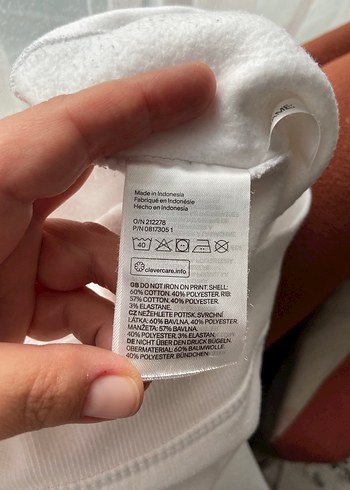 ME
Made in Indonesia
Fabriqué en Indonésie
Hecho en Indonesia
O/N 212278
P/N 0817305 1
40
clevercare.info
GB DO NOT IRON ON PRINT. SHELL:
60% COTTON. 40% POLYESTER. RIB:
57% COTTON. 40% POLYESTER.
3% ELASTANE.
CZ NEŽEHLETE POTISK. SVRCHNÍ
LÁTKA: 60% BAVLNA. 40% POLYESTER.
MANŽETA: 57% BAVLNA.
40% POLYESTER. 3% ELASTAN.
DE NICHT ÜBER DEN DRUCK BÜGELN.
OBERMATERIAL: 60% BAUMWOLLE.
40% POLYESTER. BÜNDCHEN: